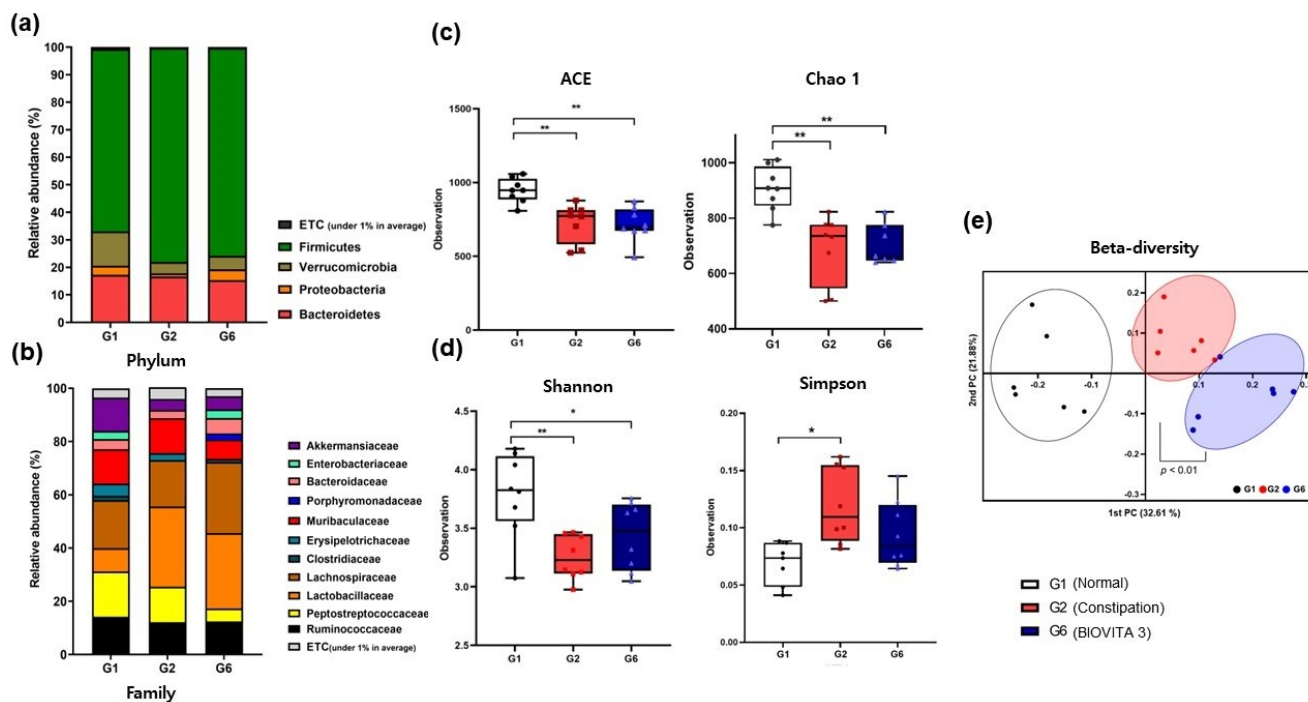 (a)
Relative abundance (%)
100
90
80
70
60
50
40
30
20
10
0
G1 G2 G6
Phylum
ETC (under 1% in average)
Firmicutes
Verrucomicrobia
Proteobacteria
Bacteroidetes
(b)
Relative abundance (%)
100
80
60
40
20
0
G1 G2 G6
Family
Akkermansiaceae
Enterobacteriaceae
Bacteroidaceae
Porphyromonadaceae
Muribaculaceae
Erysipelotrichaceae
Clostridiaceae
Lachnospiraceae
Lactobacillaceae
Peptostreptococcaceae
Ruminococcaceae
ETC(under 1% in average)
(c)
ACE
Observation
1500
1000
500
0
**
**
G1 G2 G6
Chao 1
Observation
1000
800
600
400
**
**
G1 G2 G6
(d)
Shannon
Observation
4.5
4.0
3.5
3.0
2.5
*
**
G1 G2 G6
Simpson
Observation
0.20
0.15
0.10
0.05
0.00
*
G1 G2 G6
(e)
Beta-diversity
2nd PC (21.88%)
0.2
0.1
-0.2 -0.1 0.1 0.2
-0.1
-0.2
-0.3
p < 0.01
G1 G2 G6
1st PC (32.61 %)
G1 (Normal)
G2 (Constipation)
G6 (BIOVITA 3)